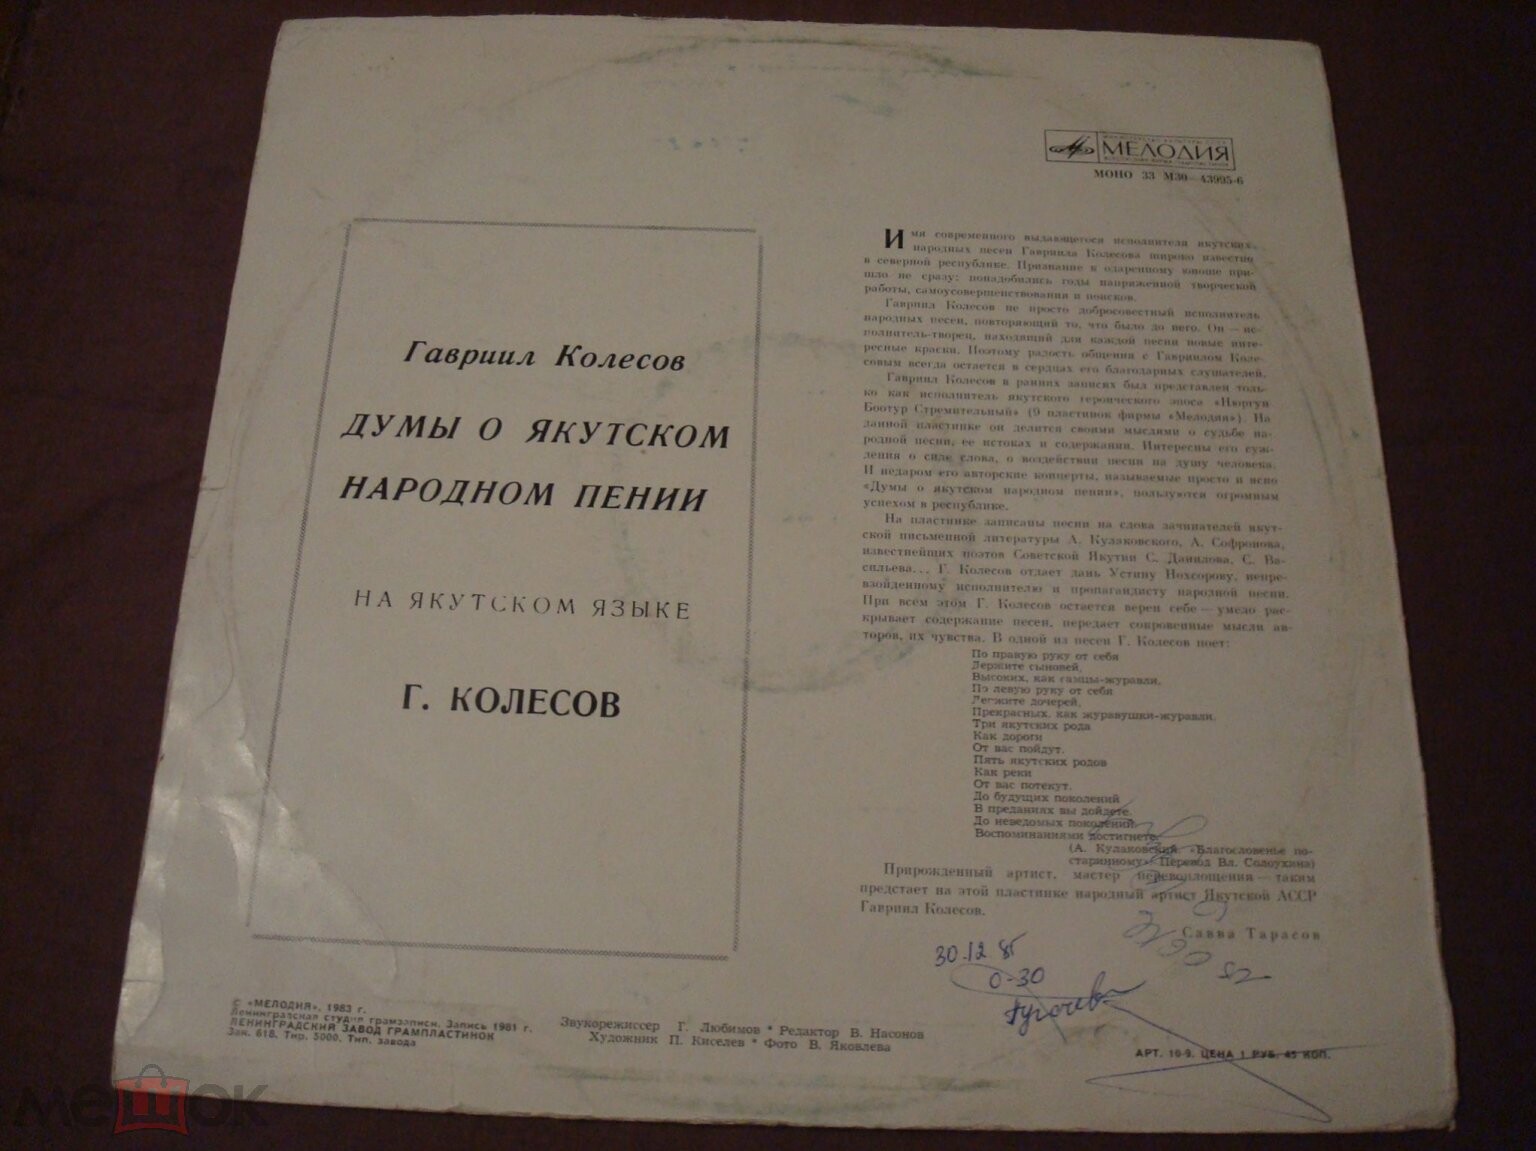 МЕЛОДИЯ
МОНО 33 М30—43995-6
Гавриил Колесов
ДУМЫ О ЯКУТСКОМ
НАРОДНОМ ПЕНИИ
НА ЯКУТСКОМ ЯЗЫКЕ
Г. КОЛЕСОВ
Имя современного выдающегося исполнителя якутских
народных песен Гавриила Колесова широко известно
в северной республике. Признание к одаренному юноше при-
шло не сразу: понадобились годы напряженной творческой
работы, самоусовершенствования и поисков.
Гавриил Колесов не просто добросовестный исполнитель
народных песен, повторяющий то, что было до него. Он — ис-
полнитель-творец, находящий для каждой песни новые инте-
ресные краски. Поэтому радость общения с Гавриилом Коле-
совым всегда остается в сердцах его благодарных слушателей.
Гавриил Колесов в ранних записях был представлен толь-
ко как исполнитель якутского героического эпоса «Нюргун
Боотур Стремительный» (9 пластинок фирмы «Мелодия»). На
данной пластинке он делится своими мыслями о судьбе на-
родной песни, ее истоках и содержании. Интересны его суж-
дения о силе слова, о воздействии песни на душу человека.
И недаром его авторские концерты, называемые просто и ясно
«Думы о якутском народном пении», пользуются огромным
успехом в республике.
На пластинке записаны песни на слова зачинателей якут-
ской письменной литературы А. Кулаковского, А. Софронова,
известнейших поэтов Советской Якутии С. Данилова, С. Ва-
сильева... Г. Колесов отдает дань Устину Нохсорову, непре-
взойденному исполнителю и пропагандисту народной песни.
При всем этом Г. Колесов остается верен себе — умело рас-
крывает содержание песен, передает сокровенные мысли ав-
торов, их чувства. В одной из песен Г. Колесов поет:
По правую руку от себя
Держите сыновей,
Высоких, как самцы-журавли.
По левую руку от себя
Держите дочерей,
Прекрасных, как журавушки-журавли.
Три якутских рода
Как дороги
От вас пойдут.
Пять якутских родов
Как реки
От вас потекут.
До будущих поколений
В преданиях вы дойдете.
До неведомых поколений
Воспоминаниями достигнете.
(А. Кулаковский. «Благословенье по-
старинному». Перевод Вл. Солоухина)
Прирожденный артист, мастер перевоплощения — таким
предстает на этой пластинке народный артист Якутской АССР
Гавриил Колесов.
Савва Тарасов
30.12.85
0-30
С «МЕЛОДИЯ», 1983 г.
Ленинградская студия грамзаписи. Запись 1981 г.
ЛЕНИНГРАДСКИЙ ЗАВОД ГРАМПЛАСТИНОК
Зак. 618. Тир. 5000. Тип. завода
Звукорежиссер Г. Любимов * Редактор В. Насонов
Художник П. Киселев * Фото В. Яковлева
АРТ. 10-9. ЦЕНА 1 РУБ. 45 КОП.
мешок